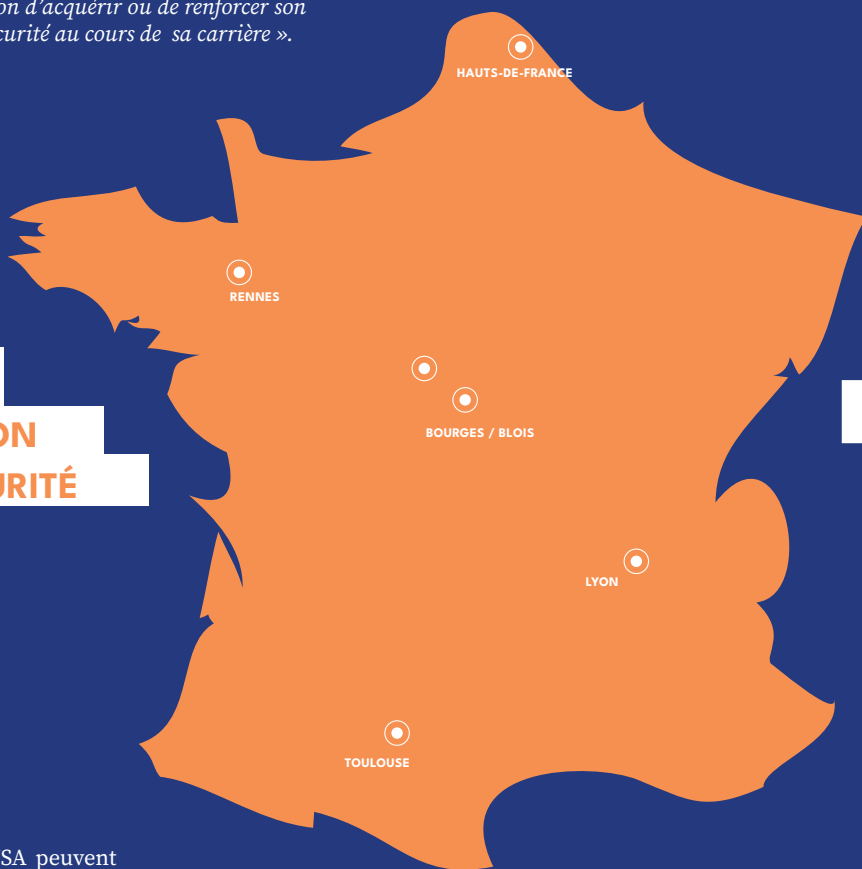 on d’acquérir ou de renforcer son
curité au cours de sa carrière ».
HAUTS-DE-FRANCE
RENNES
BOURGES / BLOIS
ON
URITÉ
LYON
TOULOUSE
SA peuvent